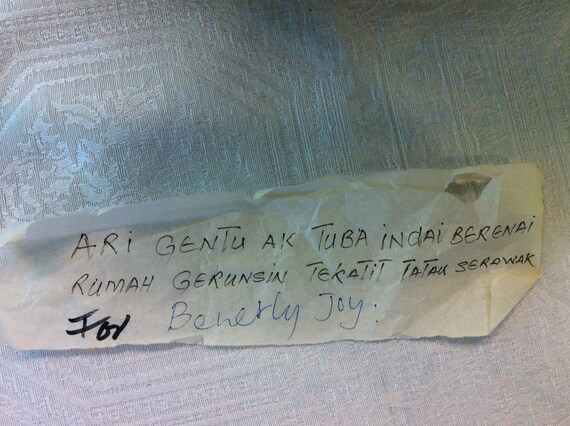 ARI GENTU AK TUBA INDAI BERENAI
RUMAH GERUNSIN TEKALIT TATAU SERAWAK
For Beverly Joy.